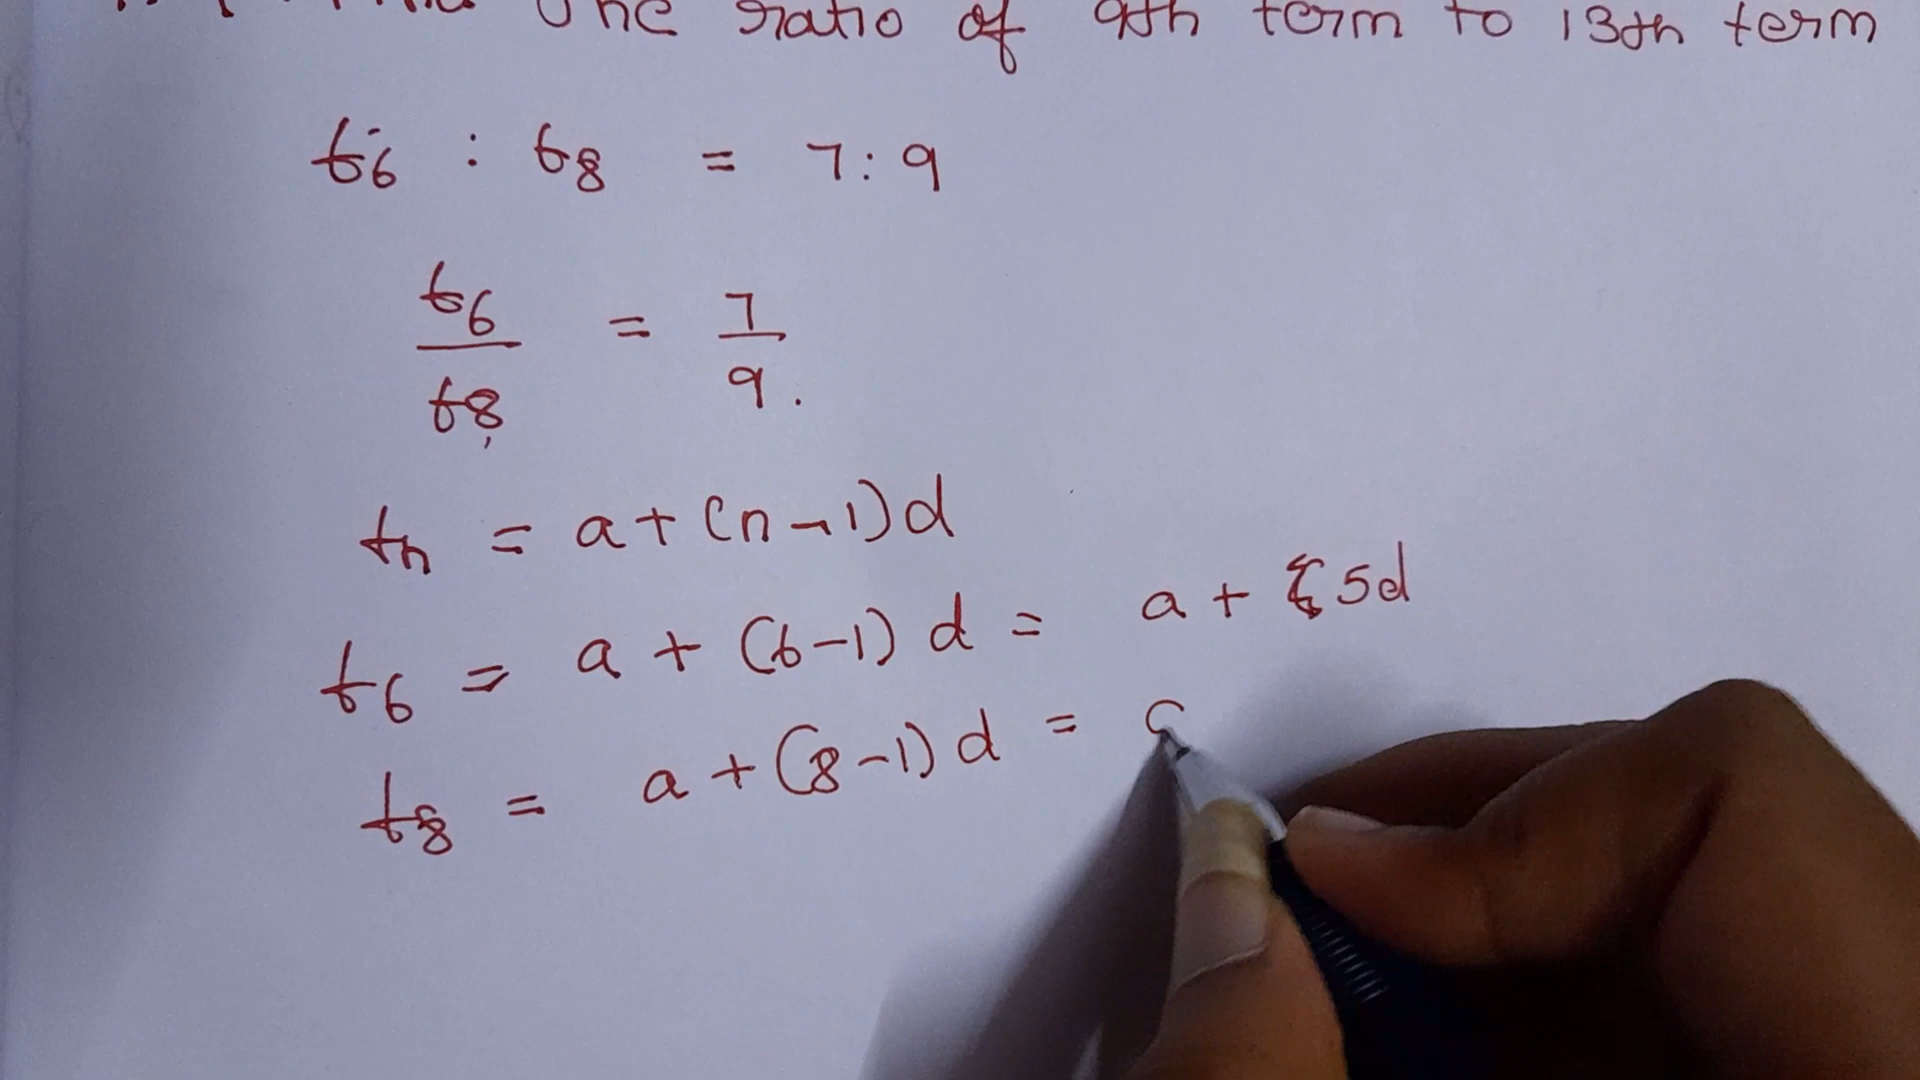 The ratio of 9th term to 13th term
t6 : t8 = 7:9
t6/t8 = 7/9.
tn = a+(n-1)d
t6 = a + (6-1) d = a + 5d
t8 = a +(8-1) d =